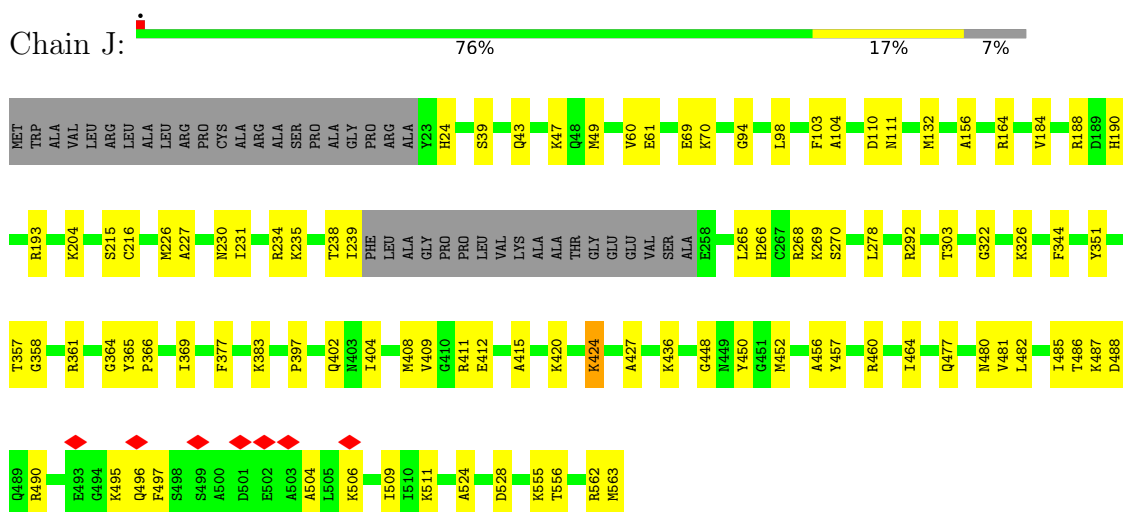 Chain J:
76% 17% 7%
MET TRP ALA VAL LEU ARG LEU ALA LEU ARG PRO CYS ALA ARG ALA SER PRO ALA GLY PRO ARG ALA Y23 H24 S39 Q43 K47 Q48 M49 V60 E61 E69 K70 G94 L98 F103 A104 D110 N111 M132 A156 R164 V184 R188 D189 H190
R193 K204 S215 C216 M226 A227 N230 I231 R234 K235 T238 I239 PHE LEU ALA GLY PRO PRO LEU VAL LYS ALA ALA THR GLY GLU GLU VAL SER ALA E258 L265 H266 C267 R268 K269 S270 L278 R292 T303 G322 K326 F344 Y351
T357 G358 R361 G364 Y365 P366 I369 F377 K383 P397 Q402 N403 I404 M408 V409 G410 R411 E412 A415 K420 K424 A427 K436 G448 N449 Y450 G451 M452 A456 Y457 R460 I464 Q477 N480 V481 L482 I485 T486 K487 D488
Q489 R490 E493 G494 K495 Q496 F497 S498 S499 A500 D501 E502 A503 A504 L505 K506 I509 I510 K511 A524 D528 K555 T556 R562 M563